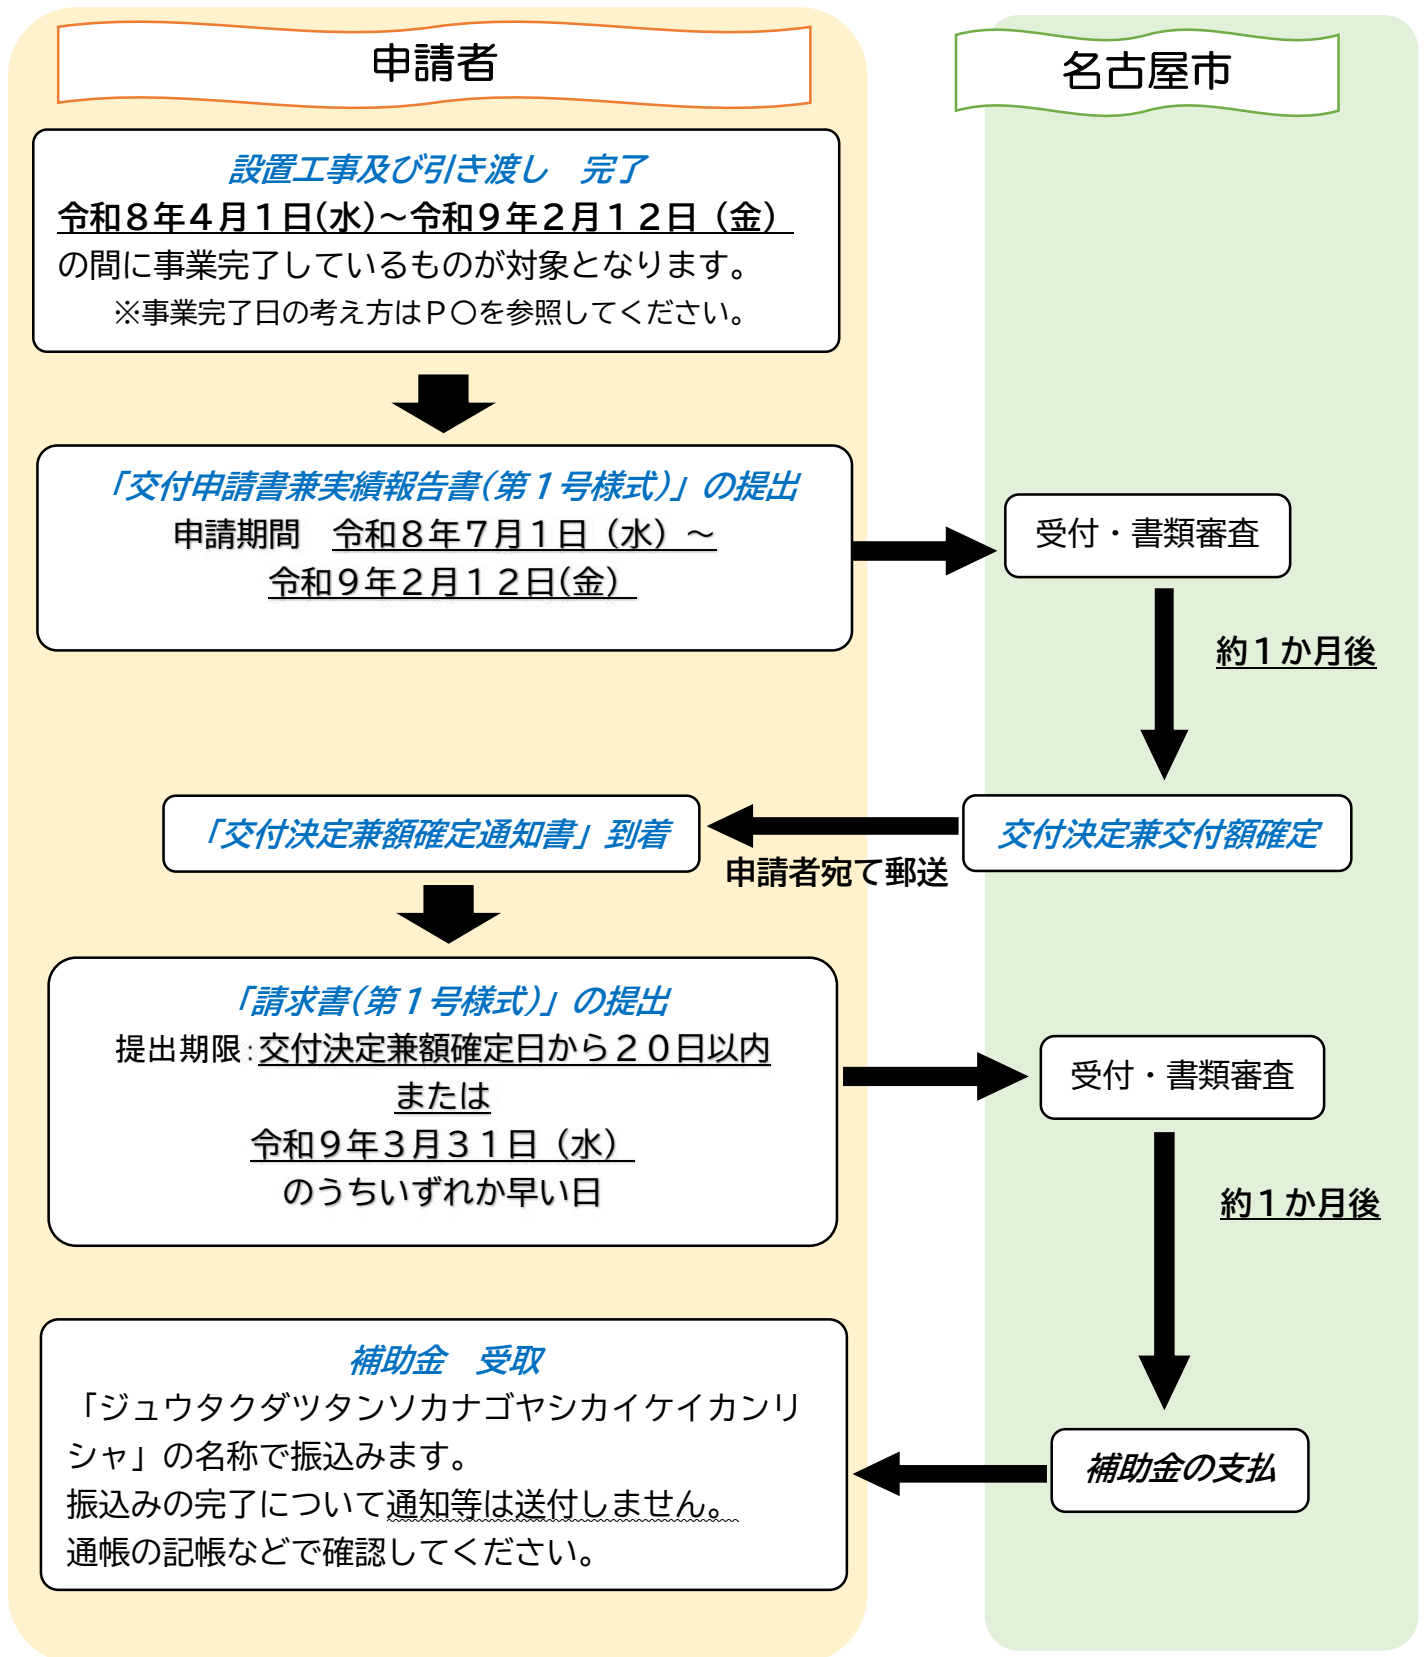 申請者
名古屋市
設置工事及び引き渡し　完了
令和８年４月１日(水)～令和９年２月１２日（金）
の間に事業完了しているものが対象となります。
※事業完了日の考え方はＰ〇を参照してください。
「交付申請書兼実績報告書(第１号様式)」の提出
申請期間　令和８年７月１日（水）～
令和９年２月１２日(金)
受付・書類審査
約１か月後
交付決定兼交付額確定
申請者宛て郵送
「交付決定兼額確定通知書」到着
「請求書(第１号様式)」の提出
提出期限：交付決定兼額確定日から２０日以内
または
令和９年３月３１日（水）
のうちいずれか早い日
受付・書類審査
約１か月後
補助金の支払
補助金　受取
「ジュウタクダツタンソカナゴヤシカイケイカンリ
シャ」の名称で振込みます。
振込みの完了について通知等は送付しません。
通帳の記帳などで確認してください。